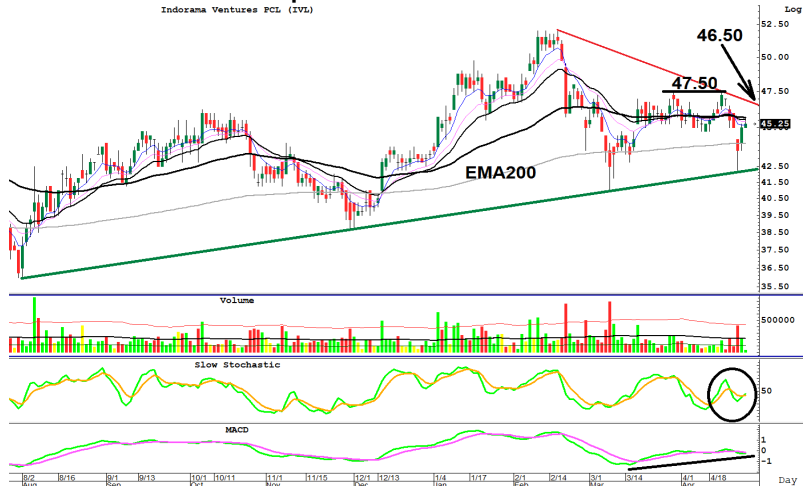 Indorama Ventures PCL (IVL)
Log
52.50
46.50
50.00
47.50
47.50
45.25
EMA200
42.50
41.50
40.50
39.50
38.50
37.50
36.50
35.50
Volume
500000
Slow Stochastic
50
MACD
1
0
-1
8/2 8/16 9/1 9/13 10/1 10/11 11/1 11/15 12/1 12/13 1/4 1/17 2/1 2/14 3/1 3/14 4/1 4/18
Aug Sep Oct Nov Dec Jan Feb Mar Apr
Day